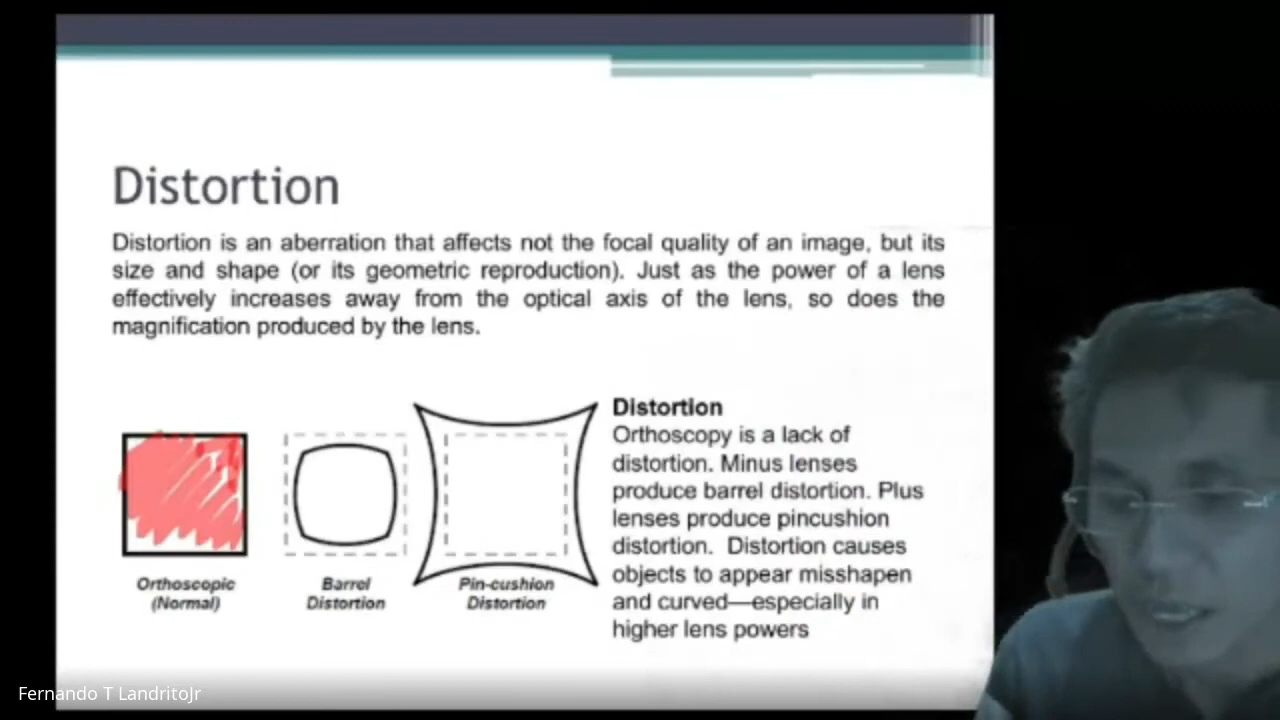 Distortion
Distortion is an aberration that affects not the focal quality of an image, but its
size and shape (or its geometric reproduction). Just as the power of a lens
effectively increases away from the optical axis of the lens, so does the
magnification produced by the lens.
Orthoscopic
(Normal)
Barrel
Distortion
Pin-cushion
Distortion
Distortion
Orthoscopy is a lack of
distortion. Minus lenses
produce barrel distortion. Plus
lenses produce pincushion
distortion. Distortion causes
objects to appear misshapen
and curved—especially in
higher lens powers
Fernando T LandritoJr